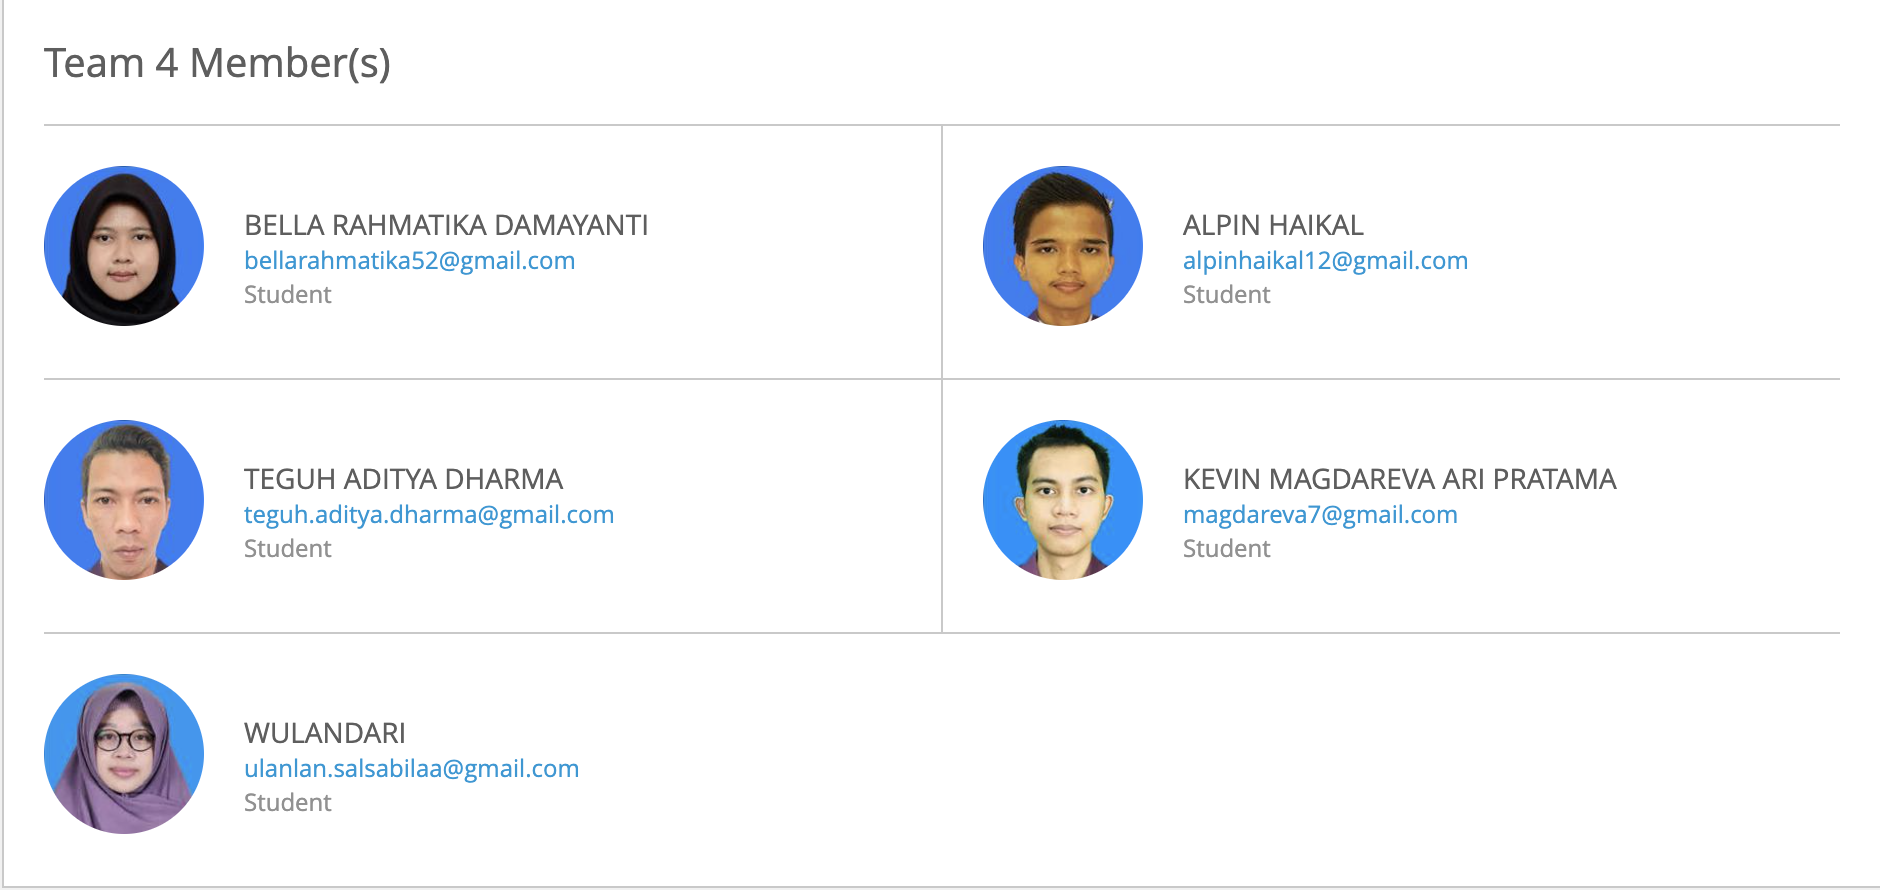 Team 4 Member(s)
BELLA RAHMATIKA DAMAYANTI
bellarahmatika52@gmail.com
Student
ALPIN HAIKAL
alpinhaikal12@gmail.com
Student
TEGUH ADITYA DHARMA
teguh.aditya.dharma@gmail.com
Student
KEVIN MAGDAREVA ARI PRATAMA
magdareva7@gmail.com
Student
WULANDARI
ulanlan.salsabilaa@gmail.com
Student